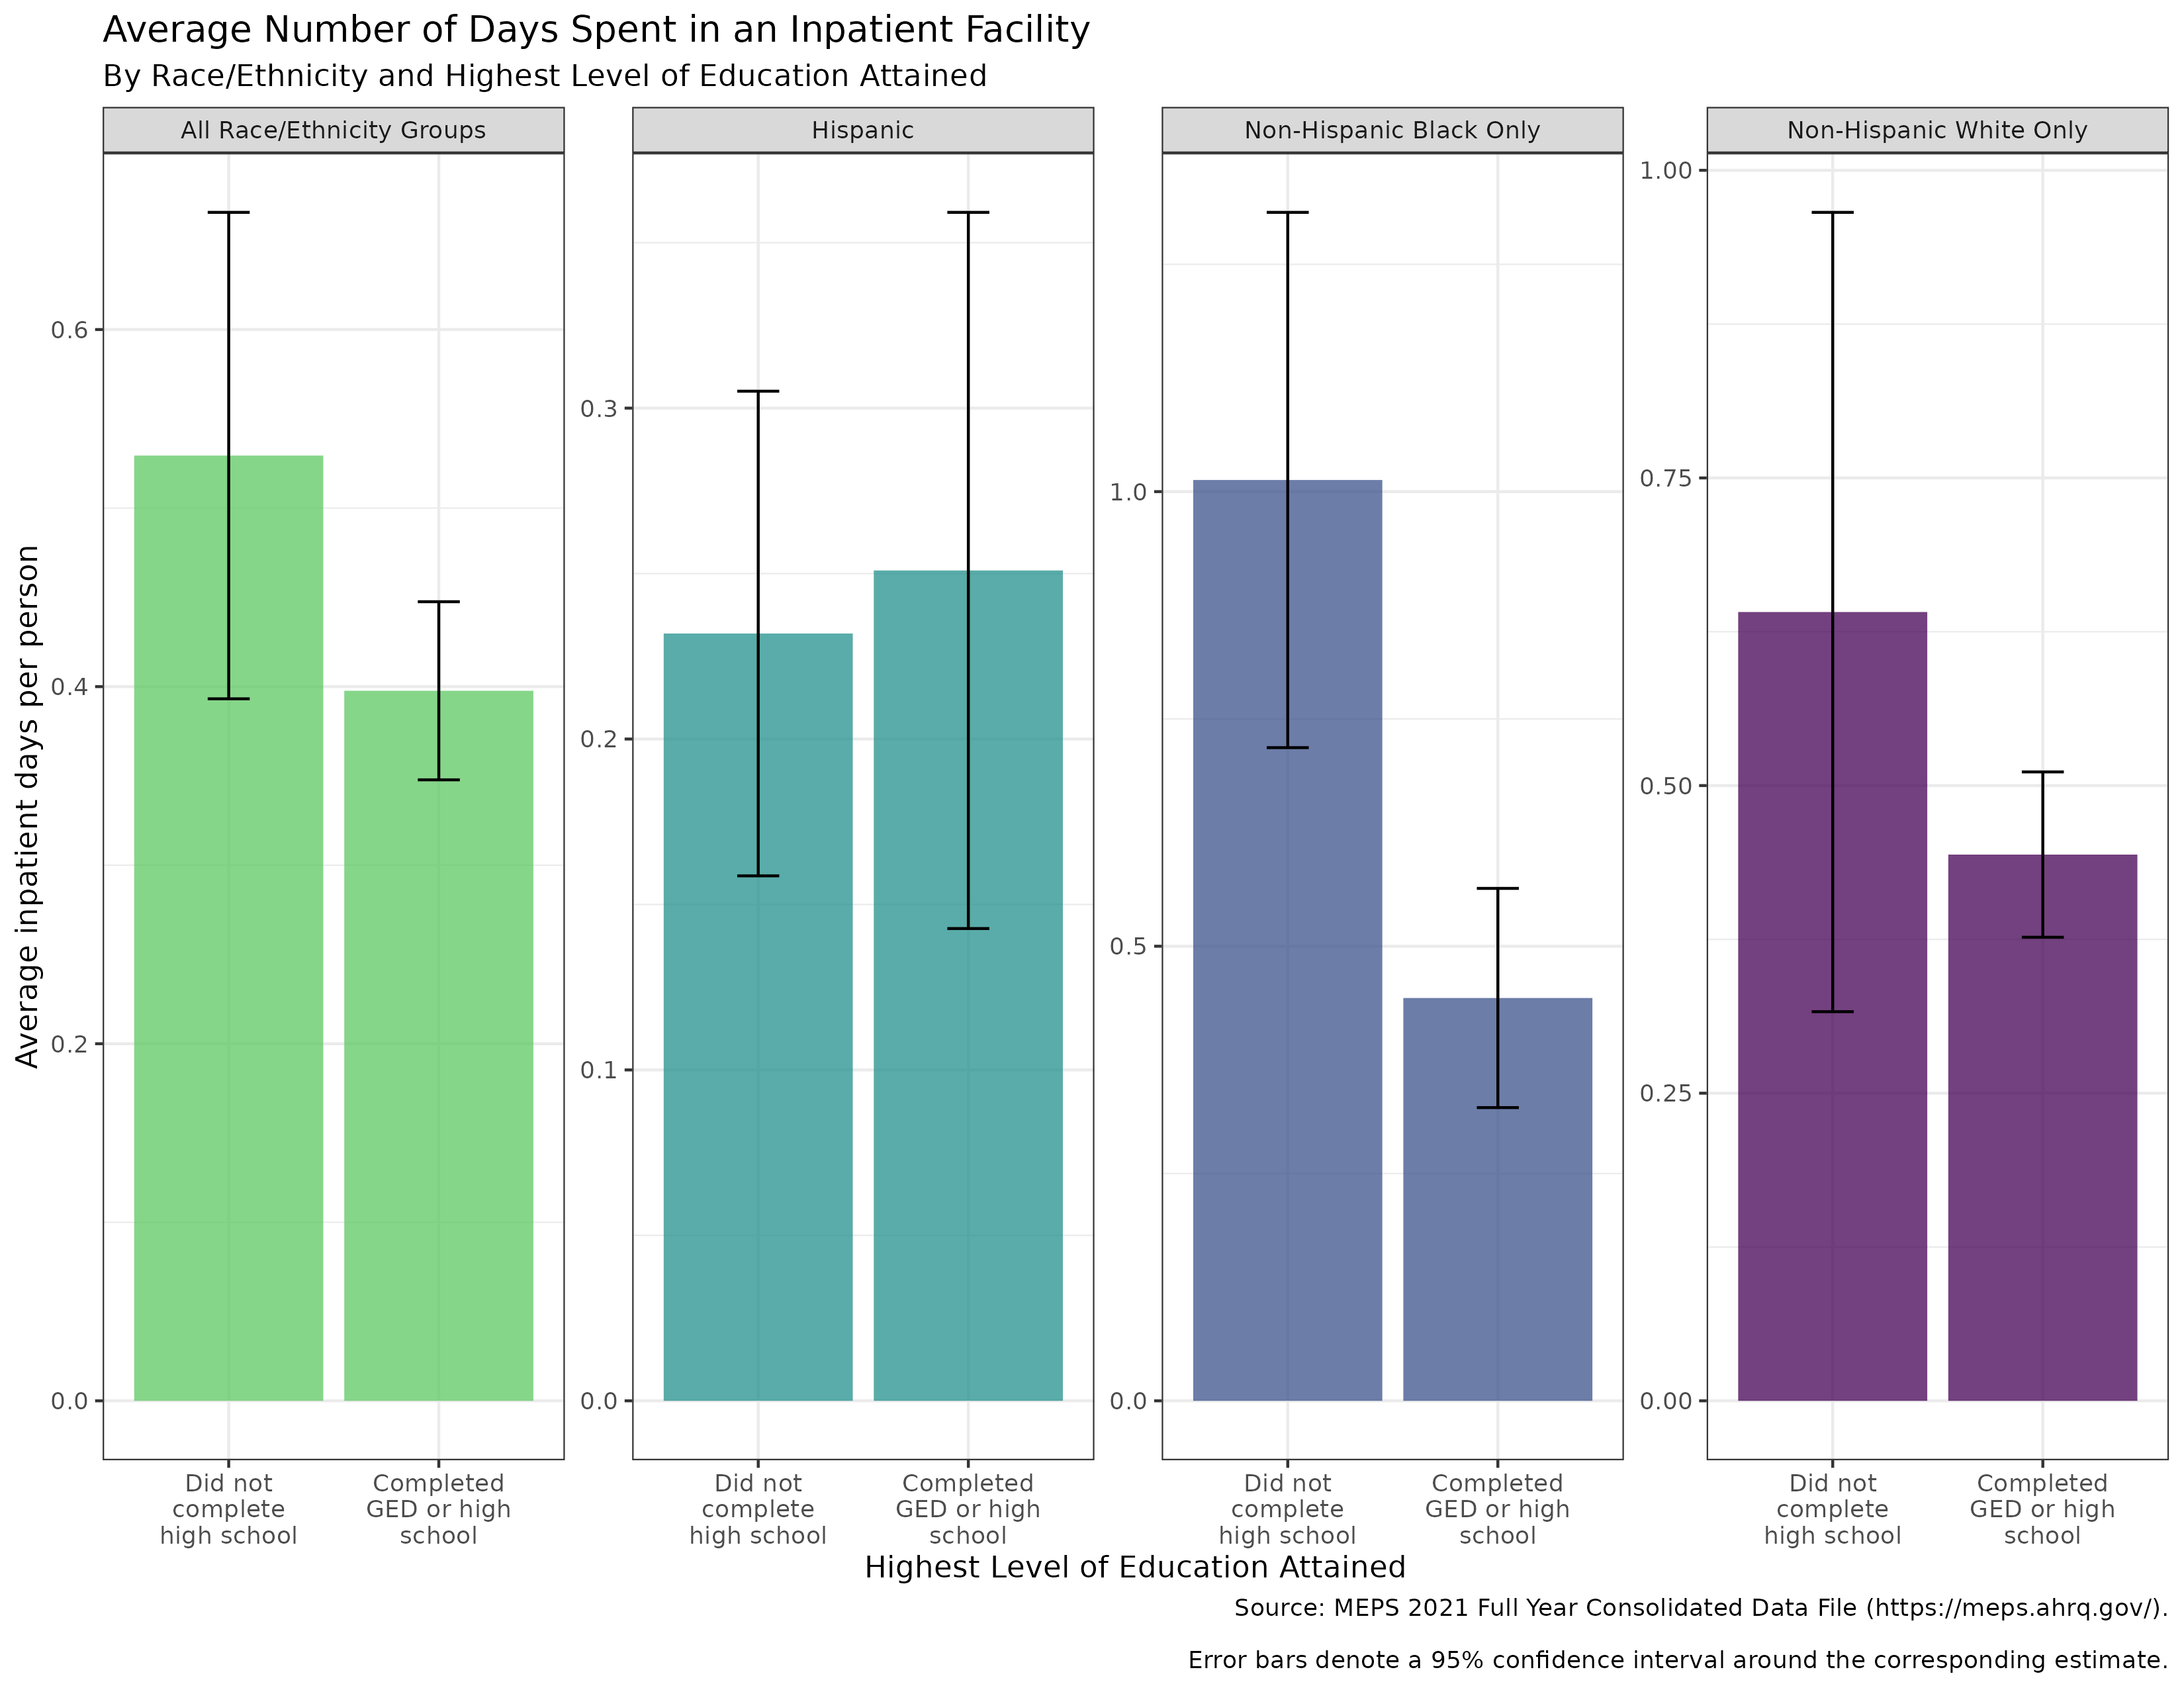 Average Number of Days Spent in an Inpatient Facility
By Race/Ethnicity and Highest Level of Education Attained
All Race/Ethnicity Groups
Hispanic
Non-Hispanic Black Only
Non-Hispanic White Only
Average inpatient days per person
0.6
0.4
0.2
0.0
0.3
0.2
0.1
0.0
1.0
0.5
0.0
1.00
0.75
0.50
0.25
0.00
Did not
complete
high school
Completed
GED or high
school
Did not
complete
high school
Completed
GED or high
school
Did not
complete
high school
Completed
GED or high
school
Did not
complete
high school
Completed
GED or high
school
Highest Level of Education Attained
Source: MEPS 2021 Full Year Consolidated Data File (https://meps.ahrq.gov/).
Error bars denote a 95% confidence interval around the corresponding estimate.